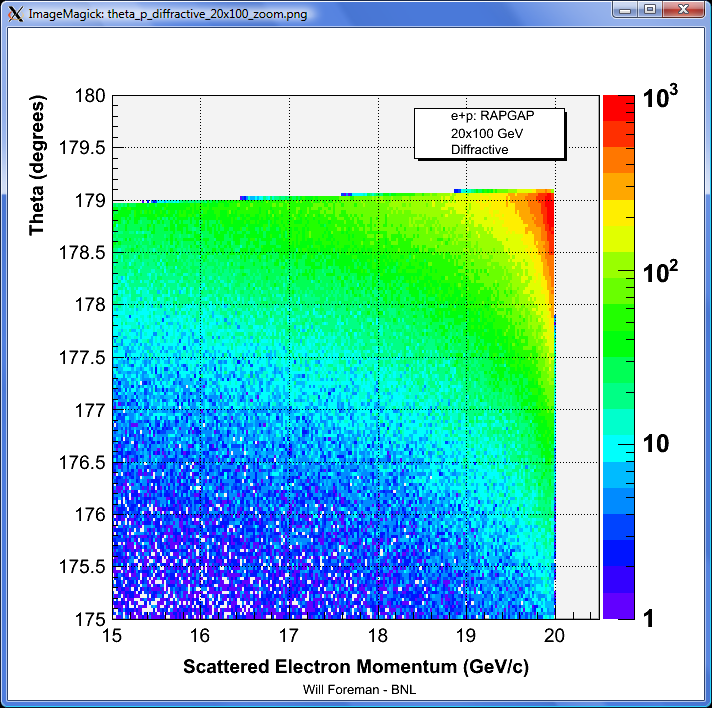 ImageMagick: theta_p_diffractive_20x100_zoom.png
e+p: RAPGAP
20x100 GeV
Diffractive
Theta (degrees)
180
179.5
179
178.5
178
177.5
177
176.5
176
175.5
175
15 16 17 18 19 20
10³
10²
10
1
Scattered Electron Momentum (GeV/c)
Will Foreman - BNL